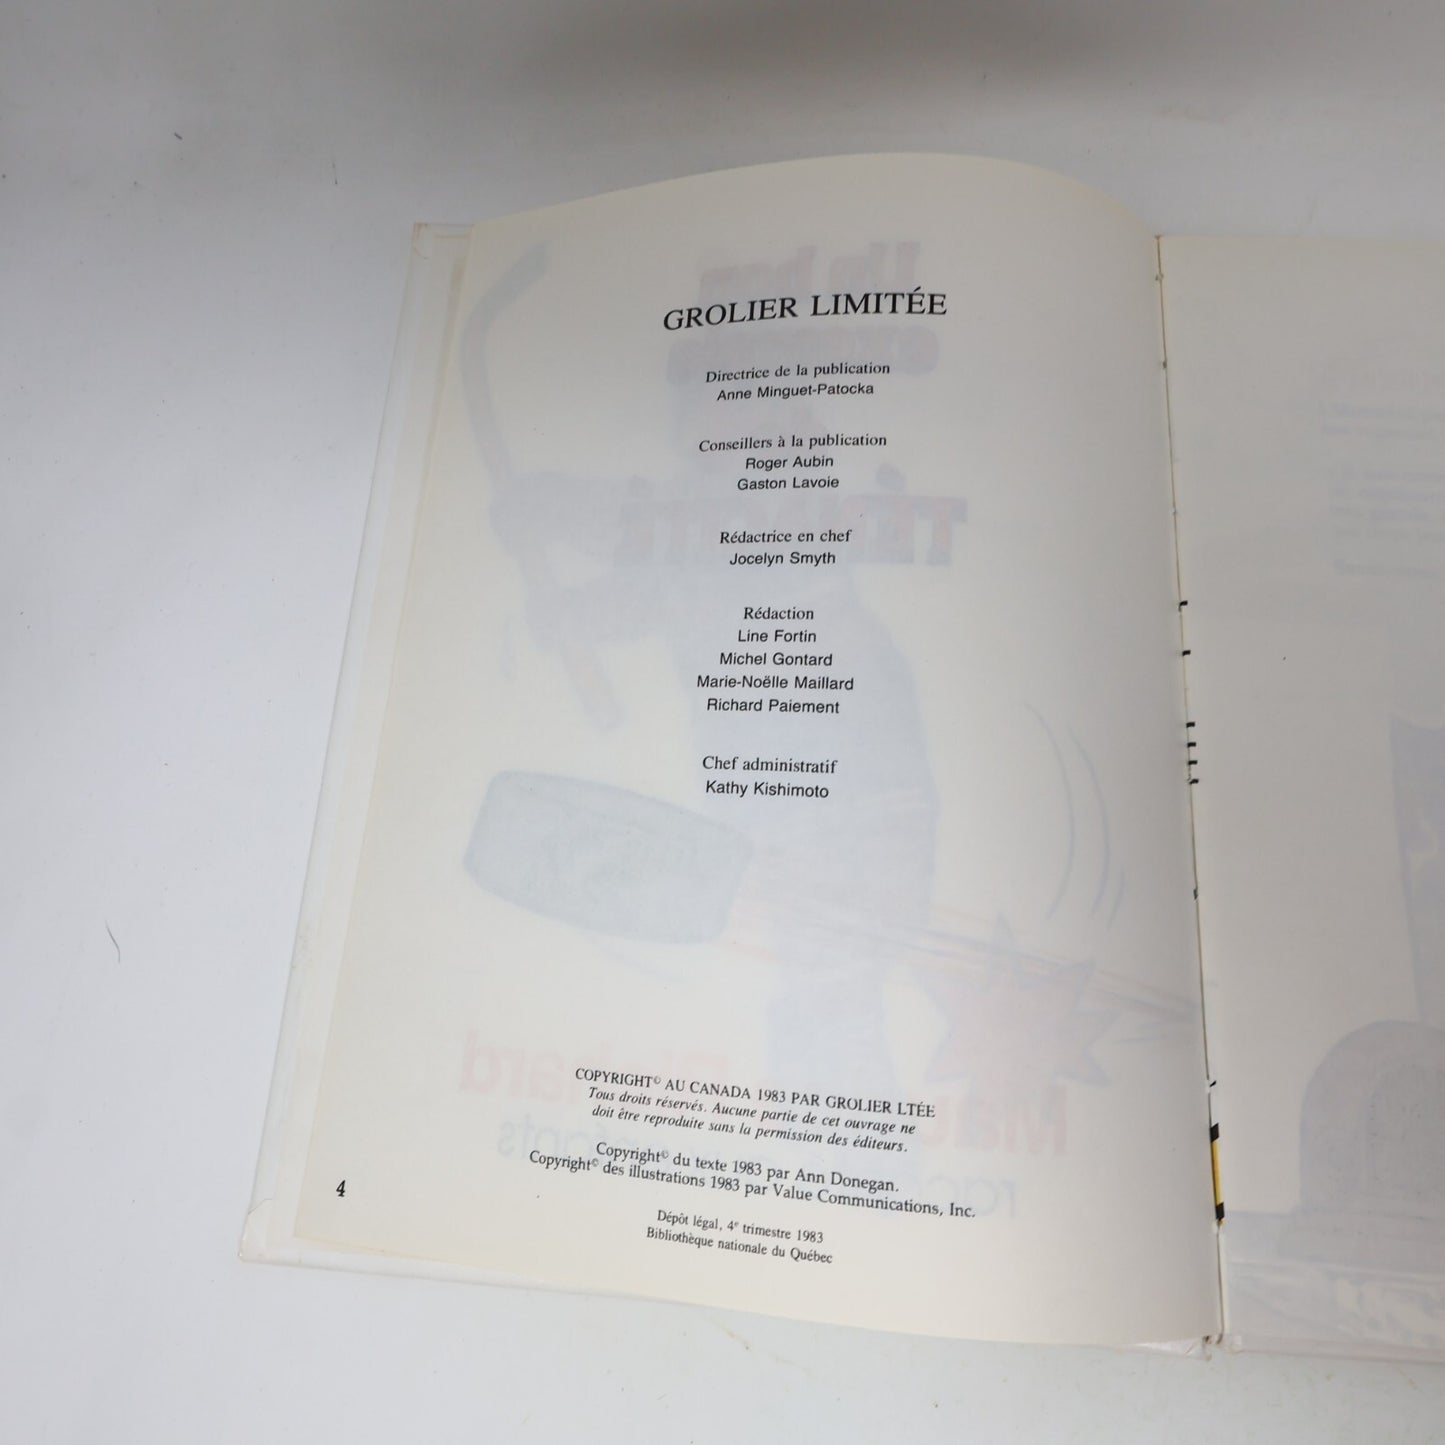 GROLIER LIMITÉE
Directrice de la publication
Anne Minguet-Patocka
Conseillers à la publication
Roger Aubin
Gaston Lavoie
Rédactrice en chef
Jocelyn Smyth
Rédaction
Line Fortin
Michel Gontard
Marie-Noëlle Maillard
Richard Paiement
Chef administratif
Kathy Kishimoto
COPYRIGHT© AU CANADA 1983 PAR GROLIER LTÉE
Tous droits réservés. Aucune partie de cet ouvrage ne
doit être reproduite sans la permission des éditeurs.
Copyright© du texte 1983 par Ann Donegan.
Copyright© des illustrations 1983 par Value Communications, Inc.
Dépôt légal, 4e trimestre 1983
Bibliothèque nationale du Québec
4